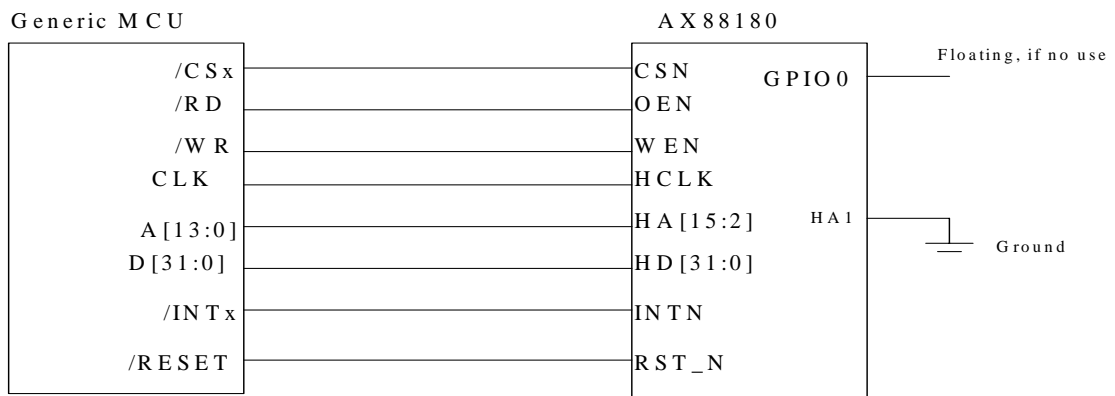 Generic MCU
AX88180
Floating, if no use
/CSx
CSN
GPIO0
/RD
OEN
/WR
WEN
CLK
HCLK
A[13:0]
HA[15:2]
HA1
D[31:0]
HD[31:0]
Ground
/INTx
INTN
/RESET
RST_N